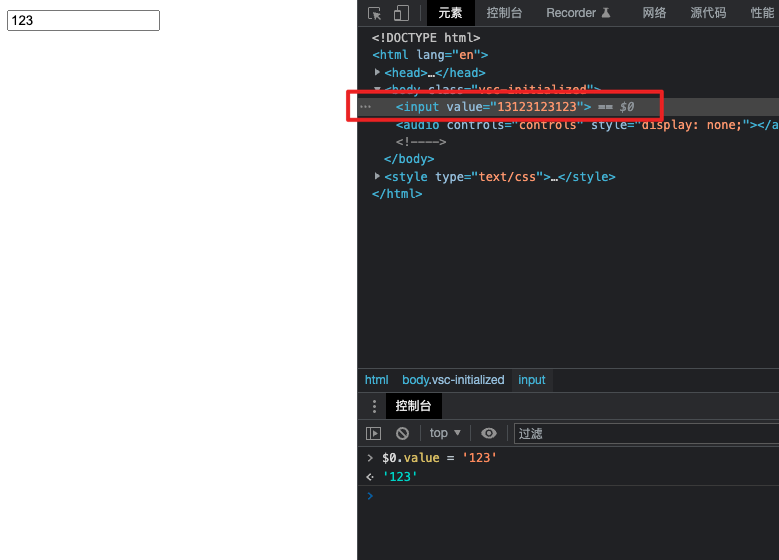 123
元素 控制台 Recorder 网络 源代码 性能
<!DOCTYPE html>
<html lang="en">
<head>…</head>
<body class="vsc-initialized">
<input value="13123123123"> == $0
<audio controls="controls" style="display: none;"></a
<!---->
</body>
<style type="text/css">…</style>
</html>
html body.vsc-initialized input
控制台
top 过滤
> $0.value = '123'
'123'
>